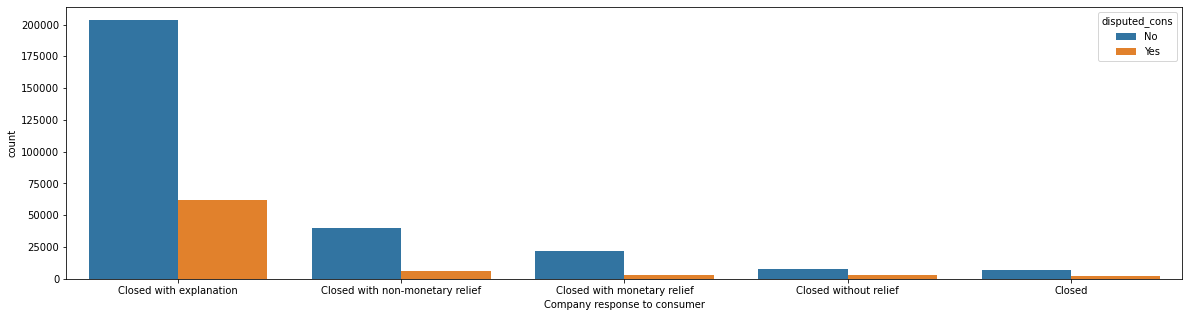 200000
175000
150000
125000
100000
75000
50000
25000
0
count
disputed_cons
No
Yes
Closed with explanation
Closed with non-monetary relief
Closed with monetary relief
Closed without relief
Closed
Company response to consumer